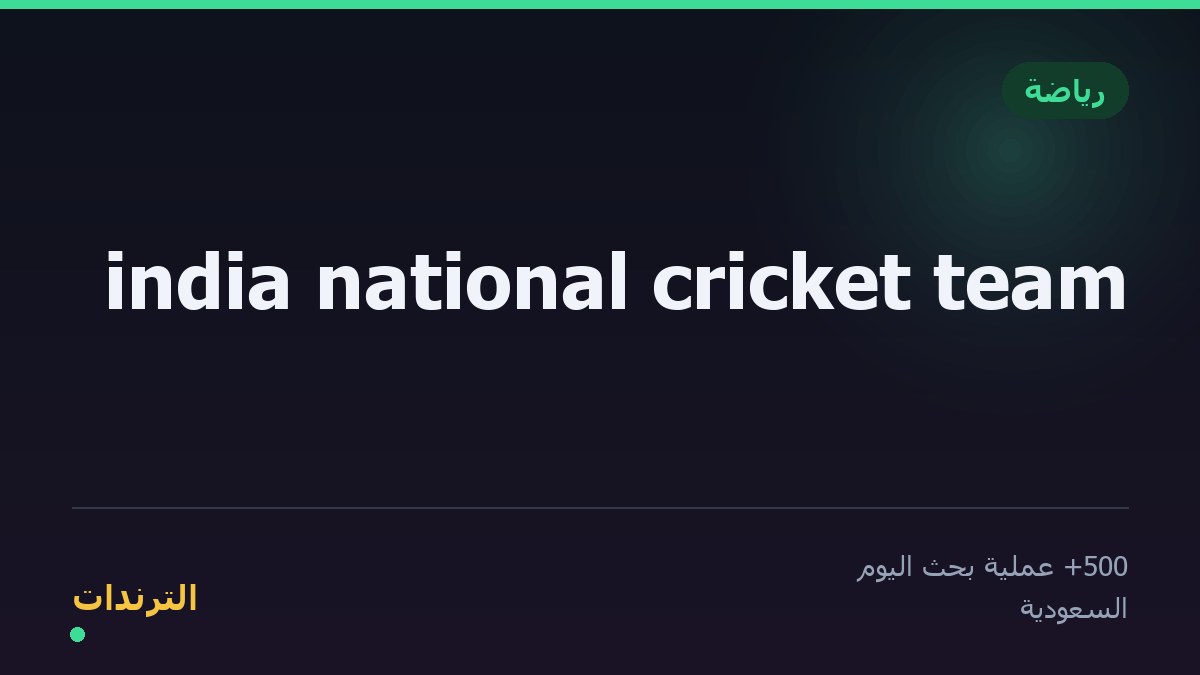 رياضة
india national cricket team
500+ عملية بحث اليوم
السعودية
الترندات